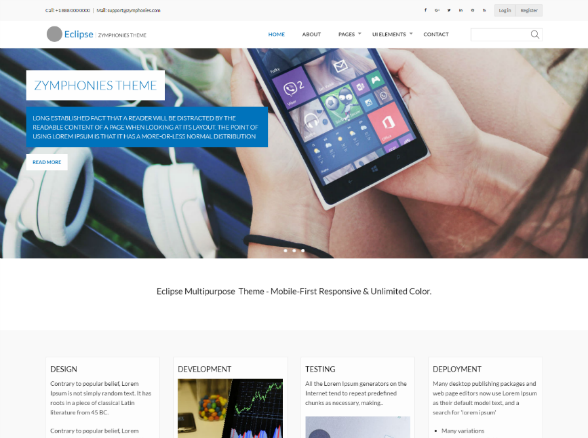 Call: +1 8800000000 | Mail: support@zymphonies.com
Login Register
Eclipse - ZYMPHONIES THEME
HOME ABOUT PAGES UI ELEMENTS CONTACT
ZYMPHONIES THEME
LONG ESTABLISHED FACT THAT A READER WILL BE DISTRACTED BY THE
READABLE CONTENT OF A PAGE WHEN LOOKING AT ITS LAYOUT. THE POINT OF
USING LOREM IPSUM IS THAT IT HAS A MORE-OR-LESS NORMAL DISTRIBUTION
READ MORE
2
Eclipse Multipurpose Theme - Mobile-First Responsive & Unlimited Color.
DESIGN
Contrary to popular belief, Lorem
Ipsum is not simply random text. It has
roots in a piece of classical Latin
literature from 45 BC.
Contrary to popular belief, Lorem
DEVELOPMENT
TESTING
All the Lorem Ipsum generators on the
Internet tend to repeat predefined
chunks as necessary, making..
DEPLOYMENT
Many desktop publishing packages and
web page editors now use Lorem Ipsum
as their default model text, and a
search for 'lorem ipsum'
• Many variations